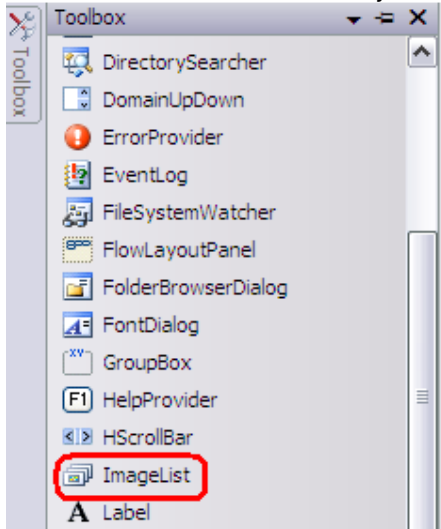 Toolbox
Toolbox
DirectorySearcher
DomainUpDown
ErrorProvider
EventLog
FileSystemWatcher
FlowLayoutPanel
FolderBrowserDialog
FontDialog
GroupBox
HelpProvider
HScrollBar
ImageList
A Label